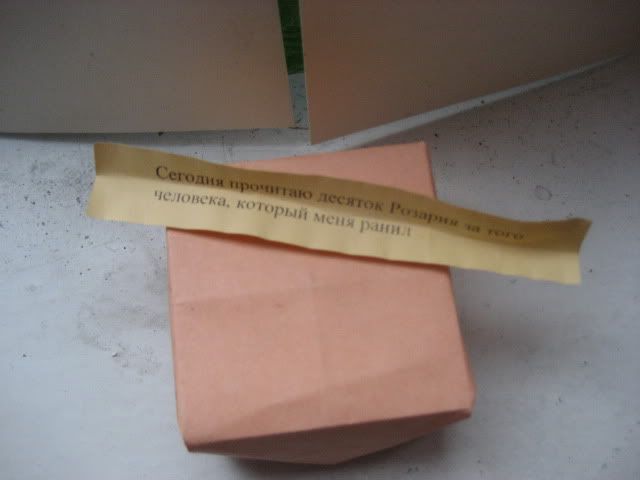 Сегодня прочитаю десяток Розария за того
человека, который меня ранил